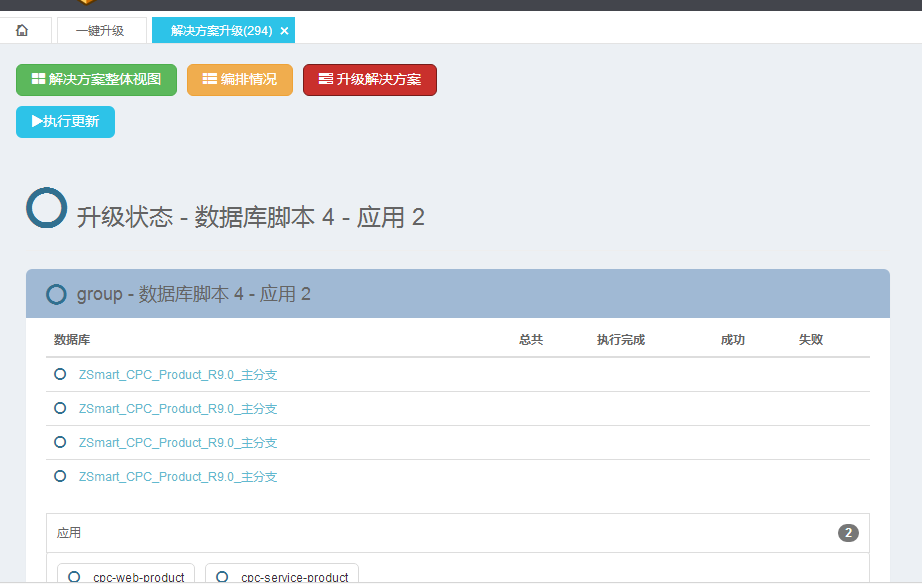 一键升级
解决方案升级(294) ×
解决方案整体视图 编排情况 升级解决方案
执行更新
升级状态 - 数据库脚本 4 - 应用 2
group - 数据库脚本 4 - 应用 2
数据库 总共 执行完成 成功 失败
ZSmart_CPC_Product_R9.0_主分支
ZSmart_CPC_Product_R9.0_主分支
ZSmart_CPC_Product_R9.0_主分支
ZSmart_CPC_Product_R9.0_主分支
应用 2
cpc-web-product cpc-service-product